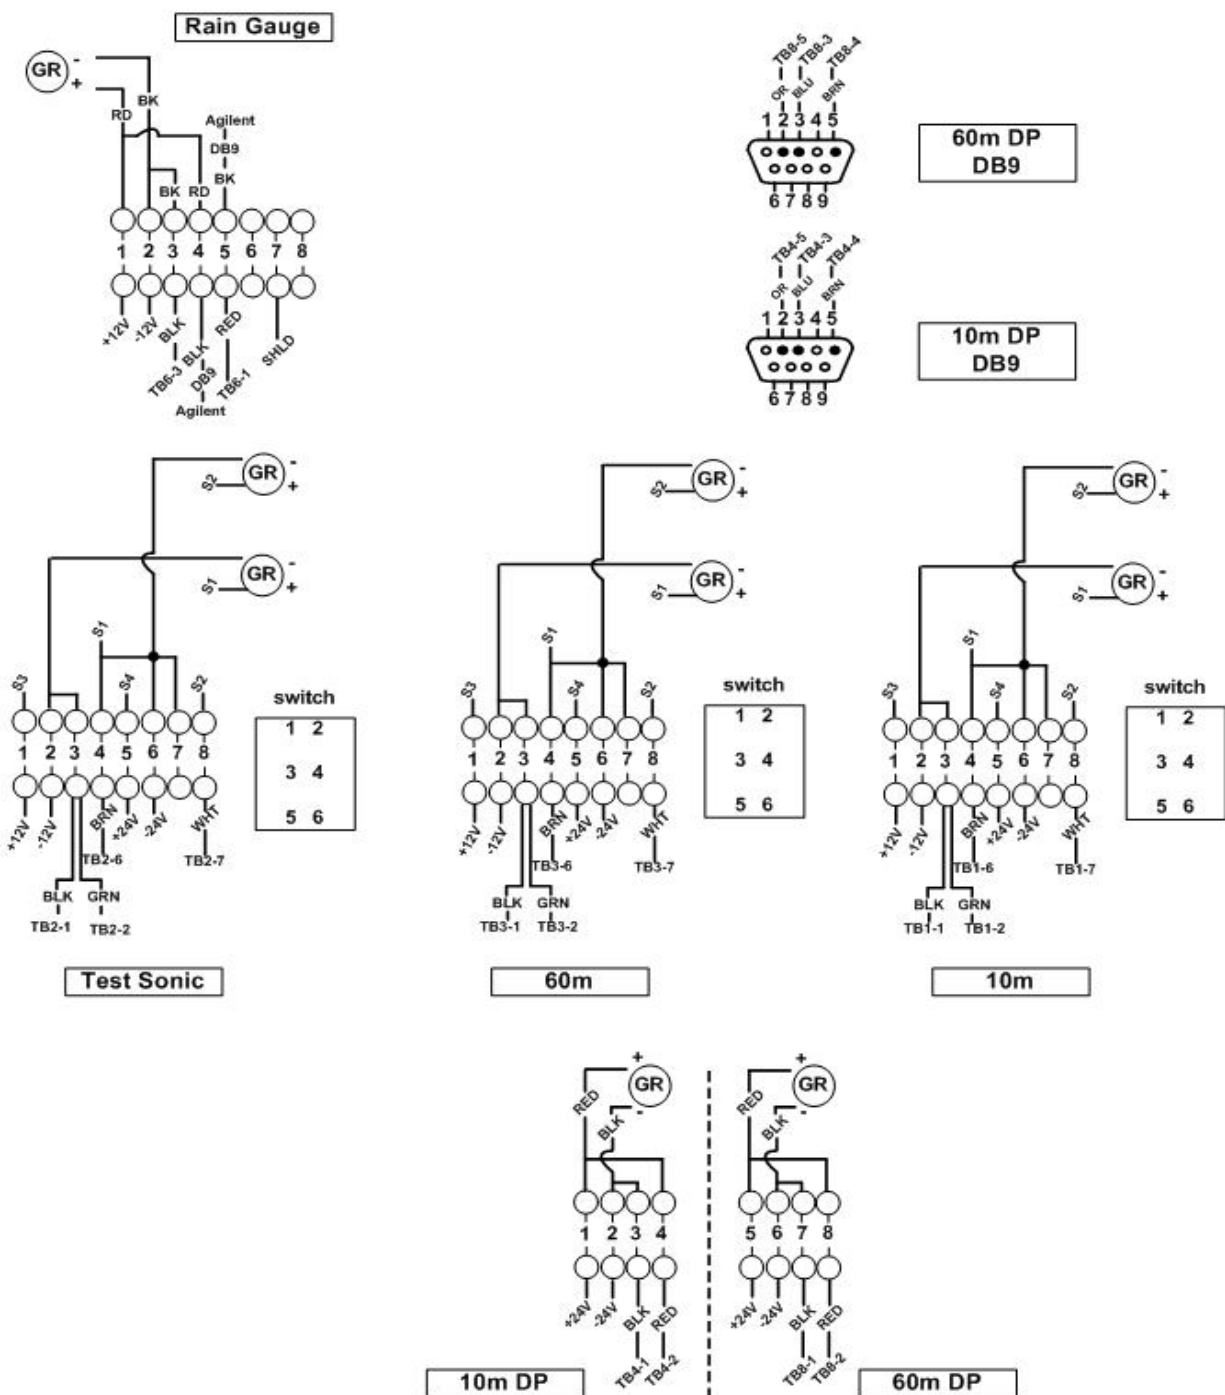 Rain Gauge
GR
-
+
BK
RD
Agilent
DB9
BK
BK
RD
1 2 3 4 5 6 7 8
+12V
-12V
BLK
TB6-3
BLK
DB9
Agilent
RED
TB6-1
SHLD
TB8-5
TB8-3
TB8-4
OR
BLU
BRN
1 2 3 4 5
6 7 8 9
60m DP
DB9
TB4-5
TB4-3
TB4-4
OR
BLU
BRN
1 2 3 4 5
6 7 8 9
10m DP
DB9
GR
-
+
S2
GR
-
+
S1
S3
S1
S4
S2
1 2 3 4 5 6 7 8
+12V
-12V
BRN
+24V
-24V
WHT
TB2-6
TB2-7
BLK
GRN
TB2-1
TB2-2
switch
1 2
3 4
5 6
Test Sonic
GR
-
+
S2
GR
-
+
S1
S3
S1
S4
S2
1 2 3 4 5 6 7 8
+12V
-12V
BRN
+24V
-24V
WHT
TB3-6
TB3-7
BLK
GRN
TB3-1
TB3-2
switch
1 2
3 4
5 6
60m
GR
-
+
S2
GR
-
+
S1
S3
S1
S4
S2
1 2 3 4 5 6 7 8
+12V
-12V
BRN
+24V
-24V
WHT
TB1-6
TB1-7
BLK
GRN
TB1-1
TB1-2
switch
1 2
3 4
5 6
10m
+
GR
-
RED
BLK
1 2 3 4
+24V
-24V
BLK
RED
TB4-1
TB4-2
10m DP
+
GR
-
RED
BLK
5 6 7 8
+24V
-24V
BLK
RED
TB8-1
TB8-2
60m DP